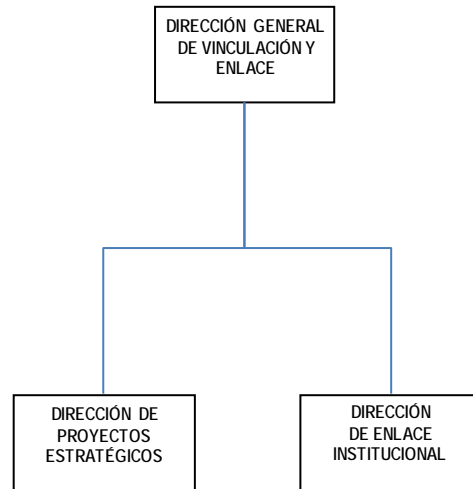 DIRECCIÓN GENERAL
DE VINCULACIÓN Y
ENLACE
DIRECCIÓN DE
PROYECTOS
ESTRATÉGICOS
DIRECCIÓN
DE ENLACE
INSTITUCIONAL